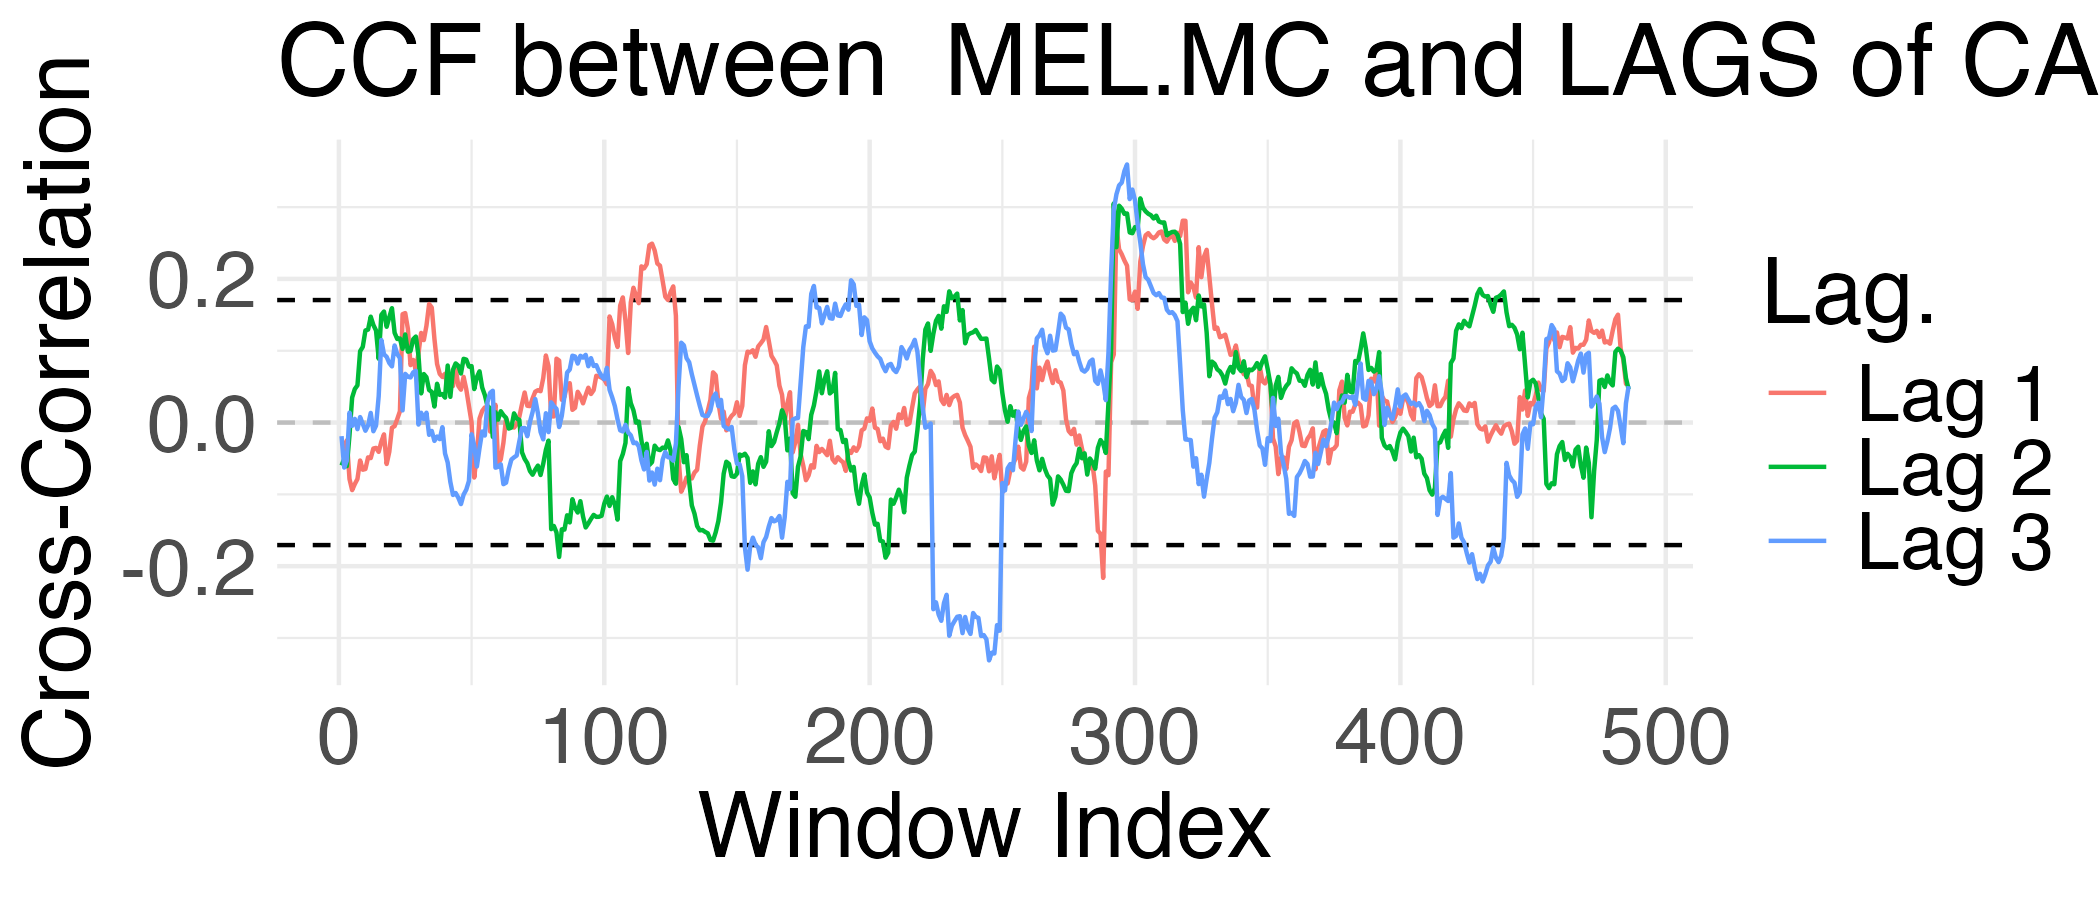 CCF between  MEL.MC and LAGS of CA
Cross-Correlation
0.2
0.0
-0.2
0
100
200
300
400
500
Window Index
Lag.
Lag 1
Lag 2
Lag 3